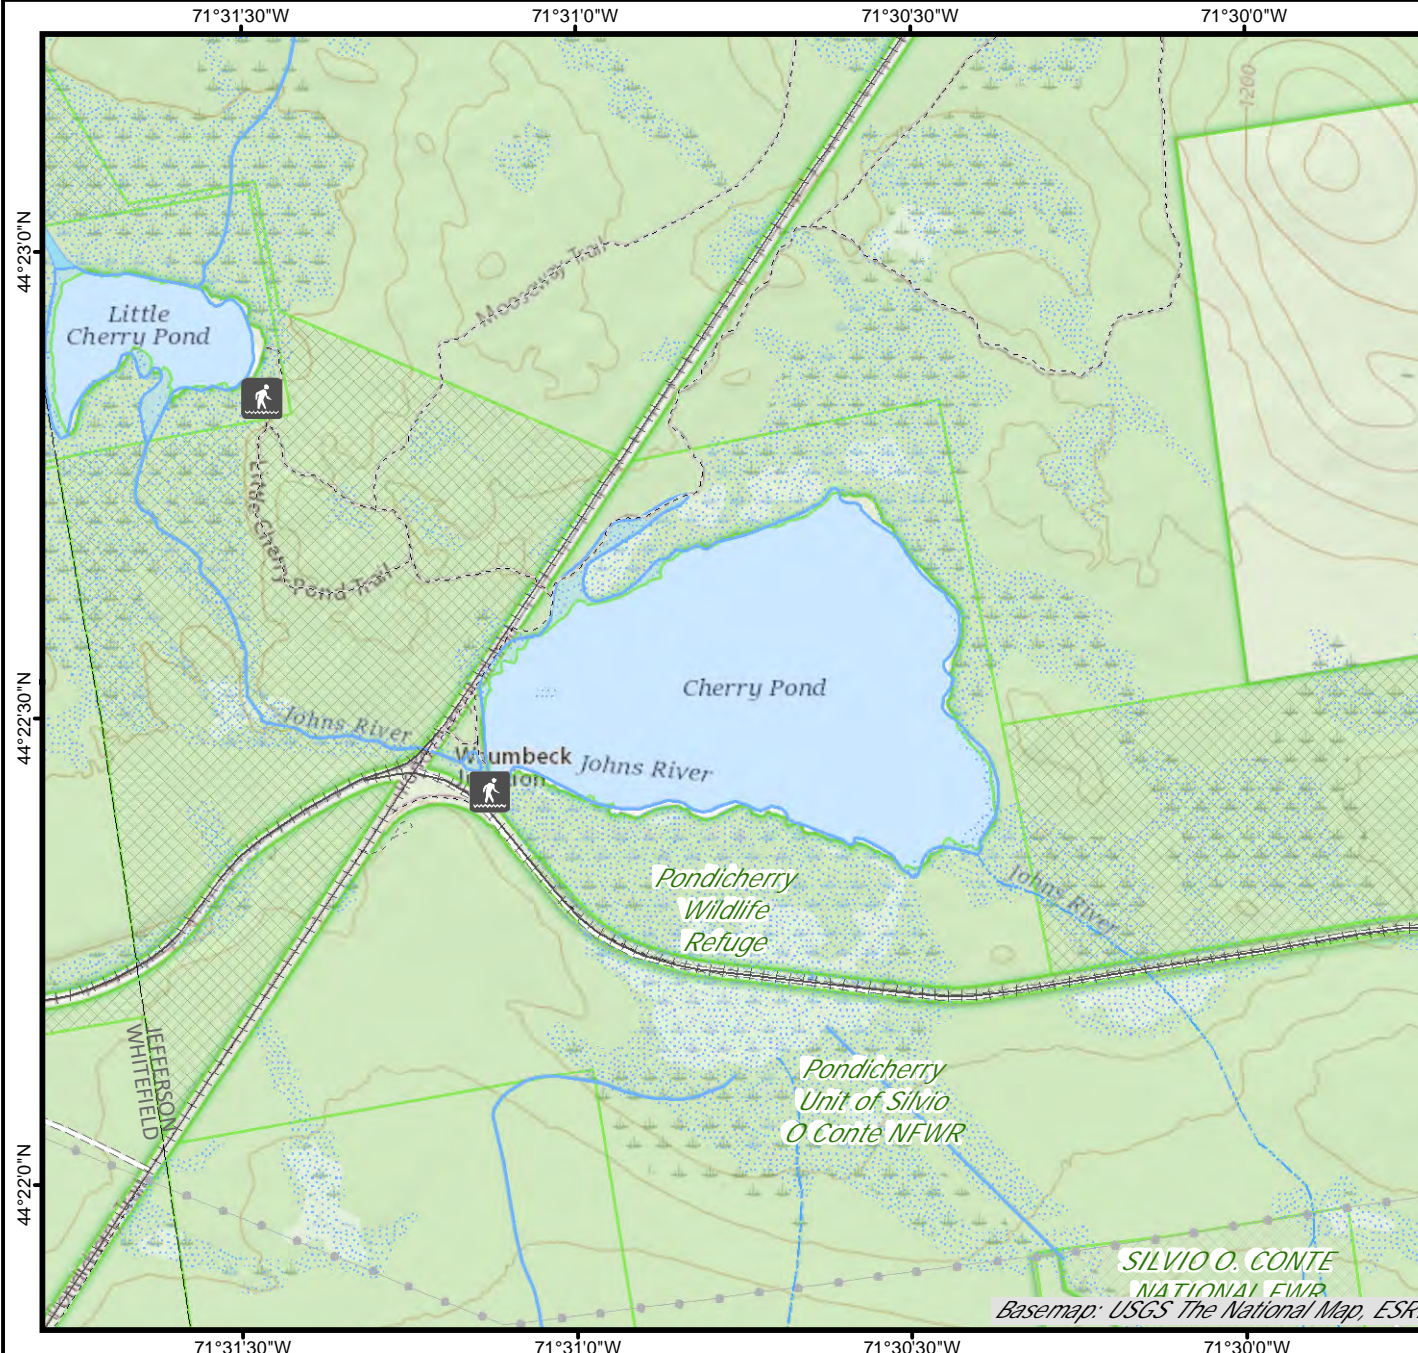 71°31'30"W
71°31'0"W
71°30'30"W
71°30'0"W
1200
44°23'0"N
Mooseway Trail
Little
Cherry Pond
Little Cherry Pond Trail
44°22'30"N
Cherry Pond
Johns River
Johns River
Pondicherry
Wildlife
Refuge
Johns River
JEFFERSON
WHITEFIELD
Pondicherry
Unit of Silvio
O Conte NFWR
44°22'0"N
SILVIO O. CONTE
NATIONAL FWR
Basemap: USGS The National Map, ESR
71°31'30"W
71°31'0"W
71°30'30"W
71°30'0"W